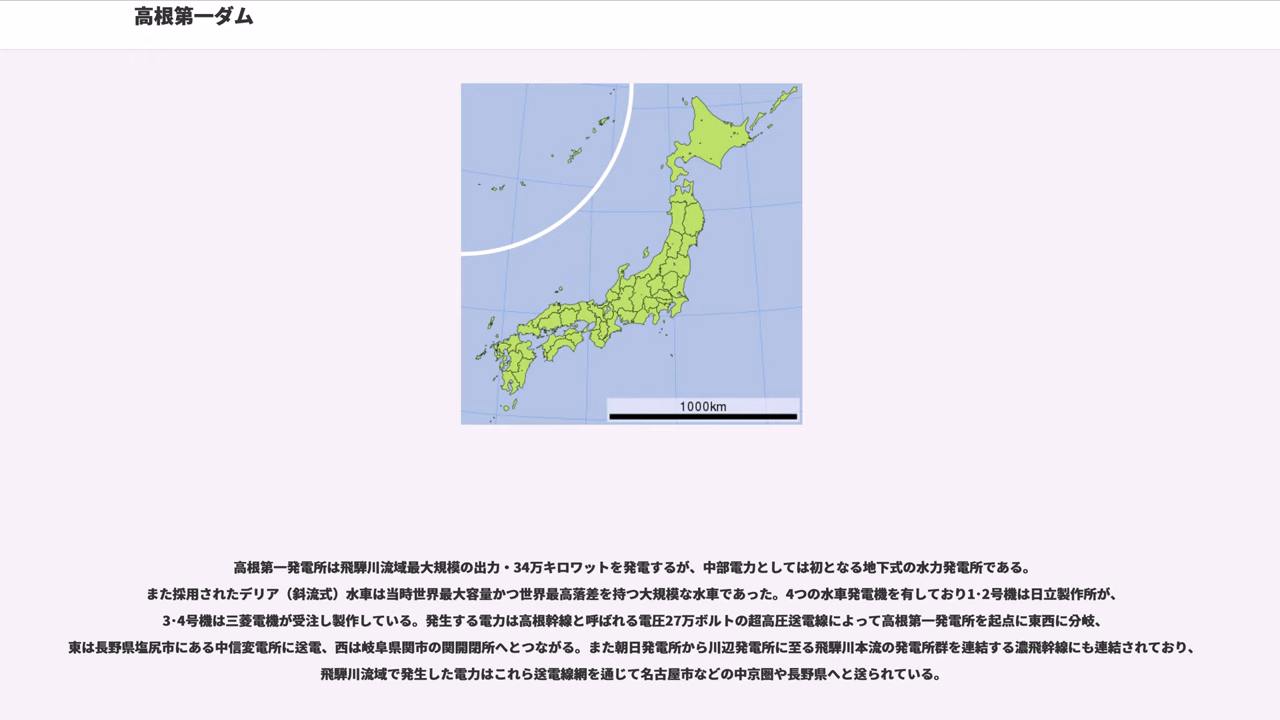 高根第一ダム
1000km
高根第一発電所は飛騨川流域最大規模の出力・34万キロワットを発電するが、中部電力としては初となる地下式の水力発電所である。
また採用されたデリア（斜流式）水車は当時世界最大容量かつ世界最高落差を持つ大規模な水車であった。4つの水車発電機を有しており1･2号機は日立製作所が、
3･4号機は三菱電機が受注し製作している。発生する電力は高根幹線と呼ばれる電圧27万ボルトの超高圧送電線によって高根第一発電所を起点に東西に分岐、
東は長野県塩尻市にある中信変電所に送電、西は岐阜県関市の関開閉所へとつながる。また朝日発電所から川辺発電所に至る飛騨川本流の発電所群を連結する濃飛幹線にも連結されており、
飛騨川流域で発生した電力はこれら送電線網を通じて名古屋市などの中京圏や長野県へと送られている。